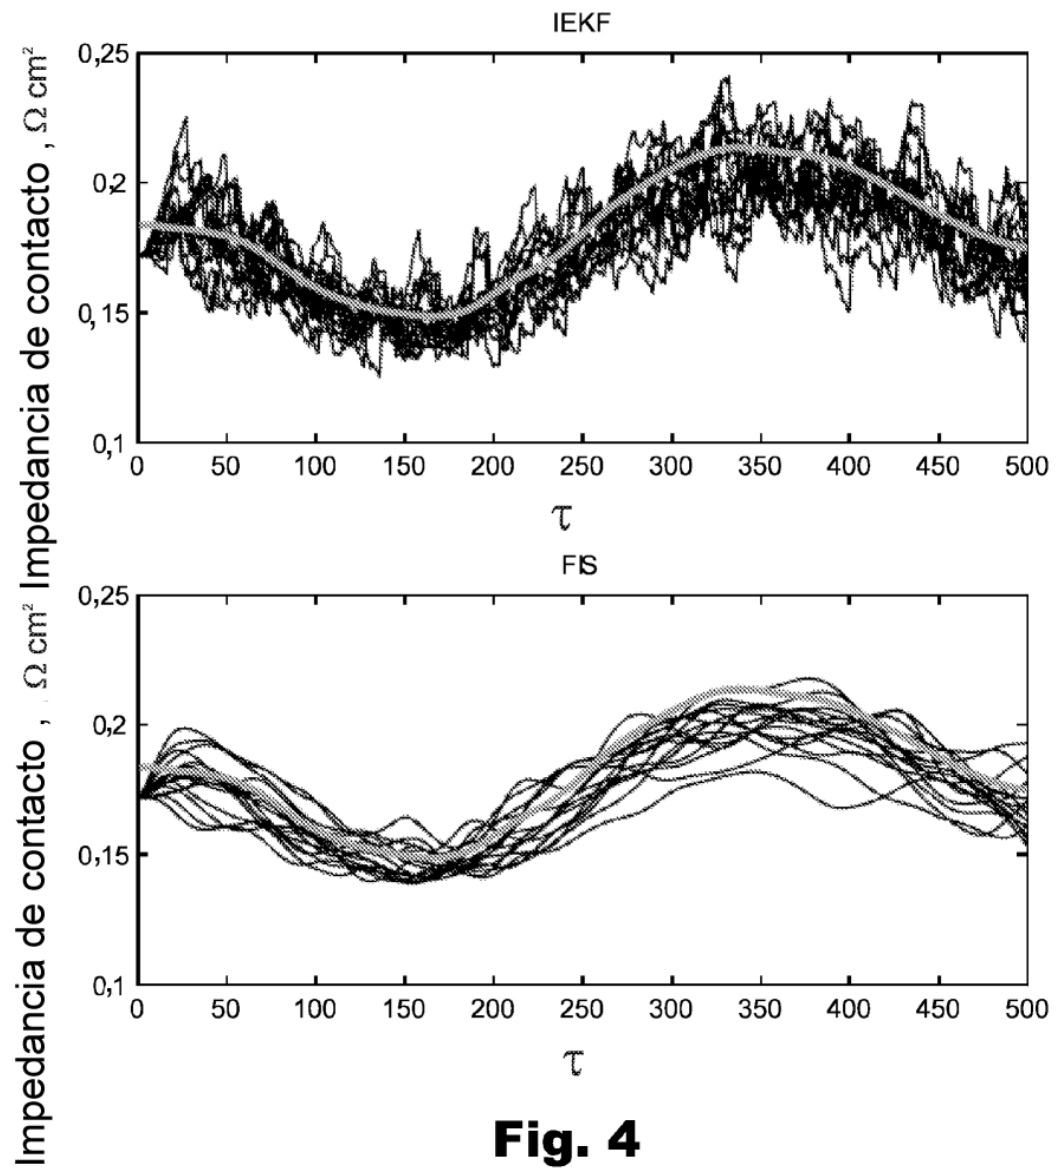 IEKF
Impedancia de contacto , Ω cm²
0,25
0,2
0,15
0,1
0 50 100 150 200 250 300 350 400 450 500
τ
FIS
Impedancia de contacto , Ω cm²
0,25
0,2
0,15
0,1
0 50 100 150 200 250 300 350 400 450 500
τ
Fig. 4